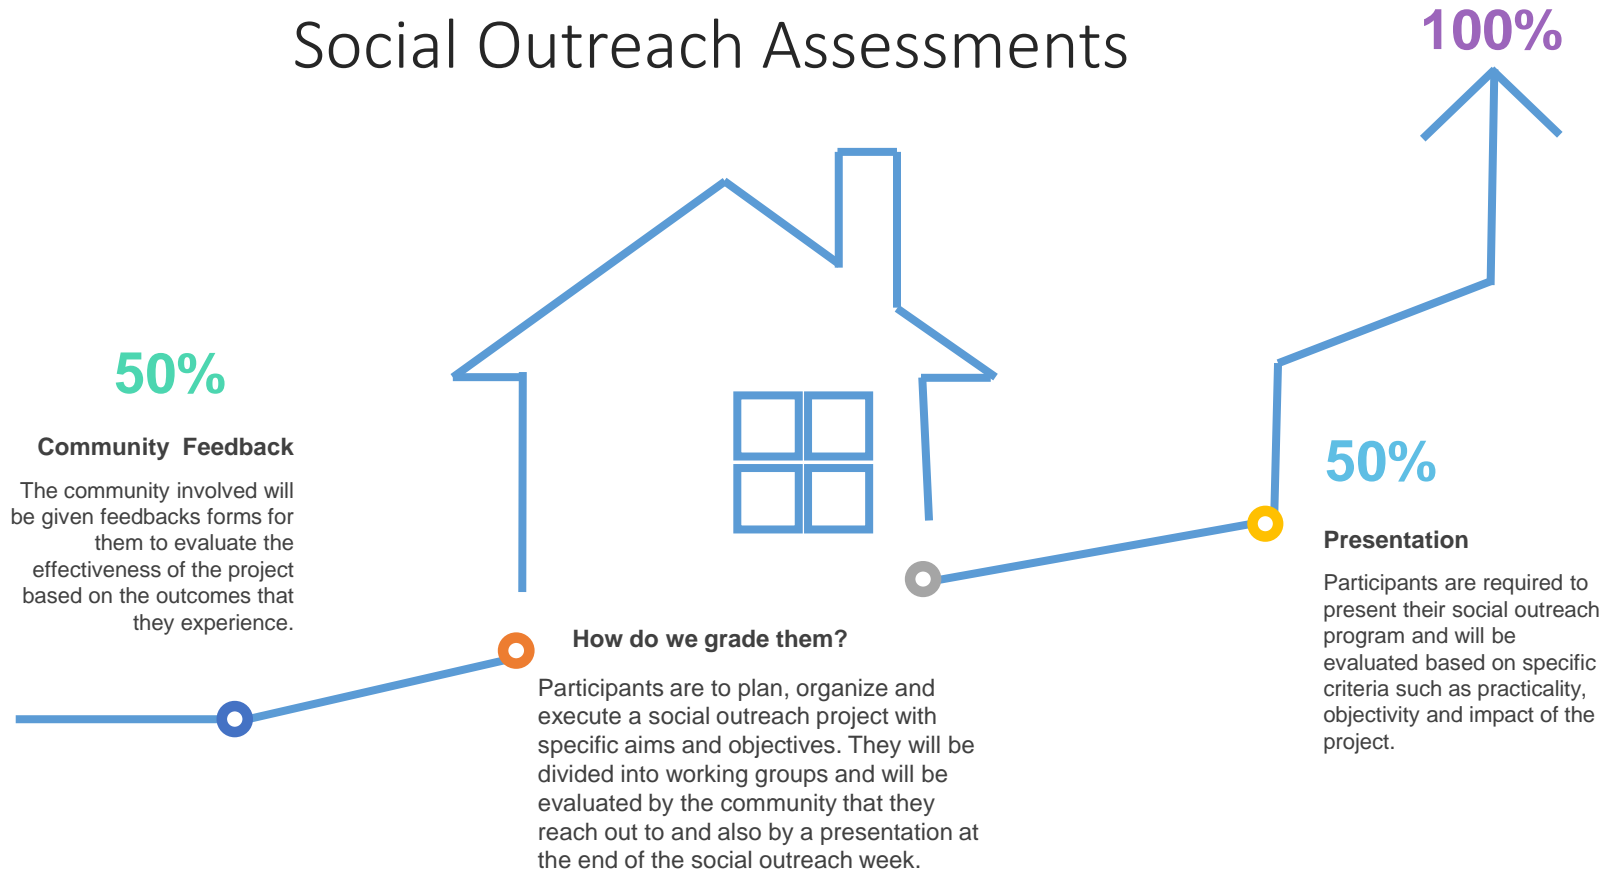 Social Outreach Assessments
100%
50%
Community Feedback
The community involved will
be given feedbacks forms for
them to evaluate the
effectiveness of the project
based on the outcomes that
they experience.
How do we grade them?
Participants are to plan, organize and
execute a social outreach project with
specific aims and objectives. They will be
divided into working groups and will be
evaluated by the community that they
reach out to and also by a presentation at
the end of the social outreach week.
50%
Presentation
Participants are required to
present their social outreach
program and will be
evaluated based on specific
criteria such as practicality,
objectivity and impact of the
project.